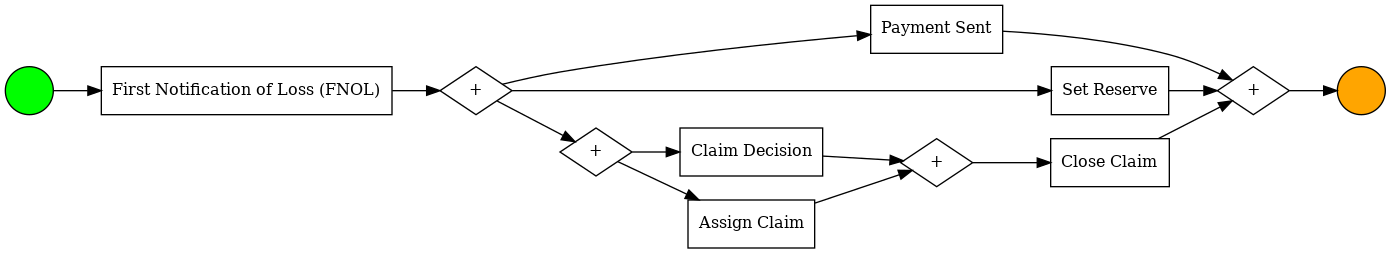 Payment Sent
First Notification of Loss (FNOL)
+
Set Reserve
+
+
Claim Decision
+
Close Claim
Assign Claim